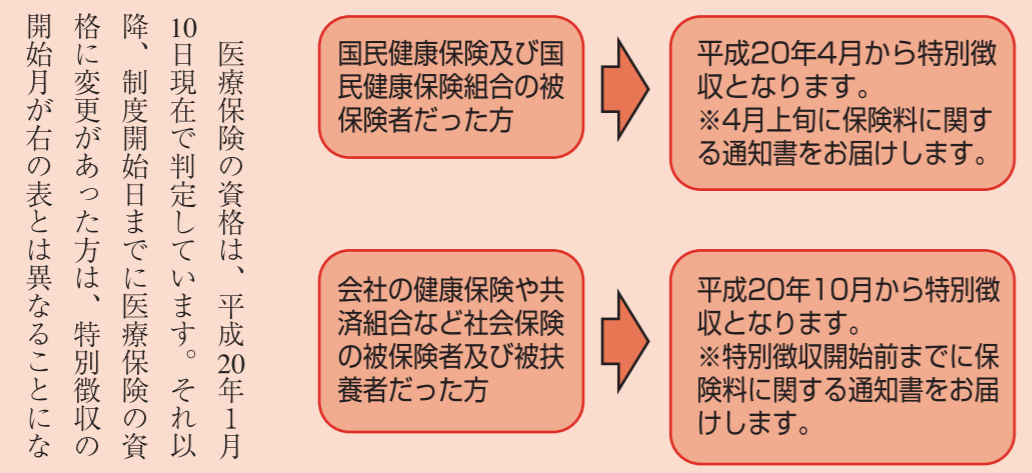 国民健康保険及び国
民健康保険組合の被
保険者だった方
平成20年4月から特別徴
収となります。
※4月上旬に保険料に関す
る通知書をお届けします。
会社の健康保険や共
済組合など社会保険
の被保険者及び被扶
養者だった方
平成20年10月から特別徴
収となります。
※特別徴収開始前までに保
険料に関する通知書をお届
けします。
医療保険の資格は、平成20年1月
10日現在で判定しています。それ以
降、制度開始日までに医療保険の資
格に変更があった方は、特別徴収の
開始月が右の表とは異なることにな